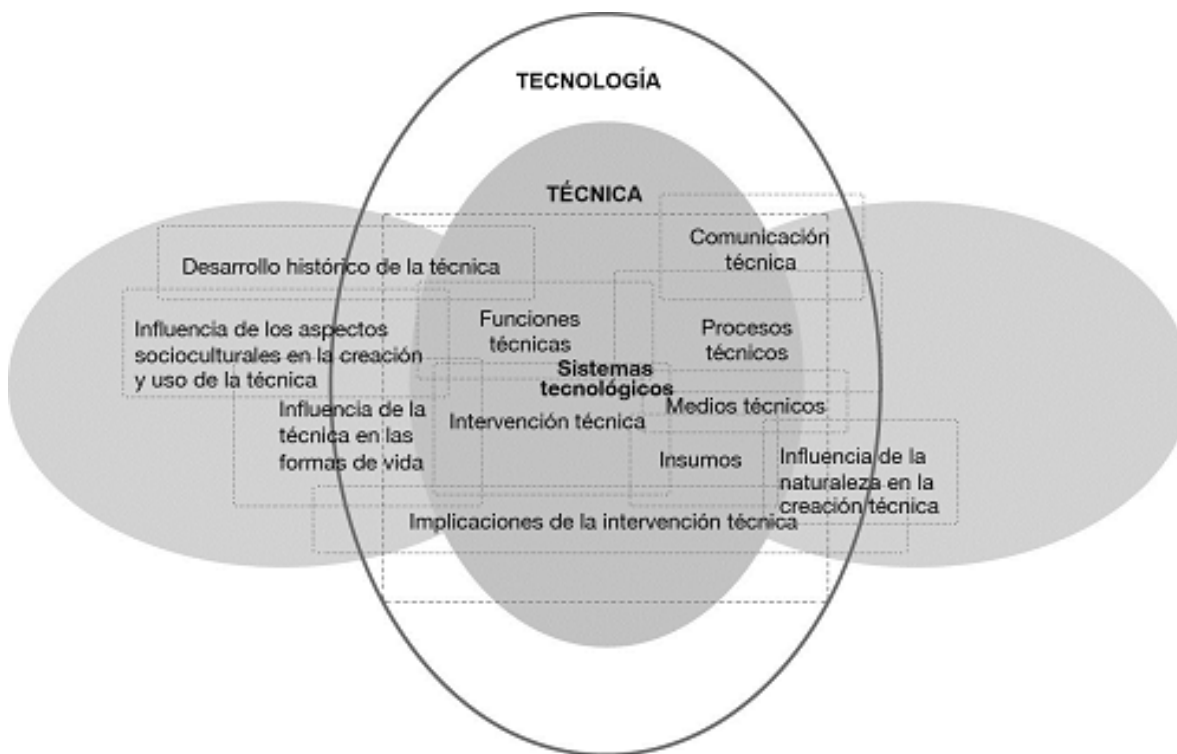 TECNOLOGÍA
TÉCNICA
Comunicación
técnica
Desarrollo histórico de la técnica
Funciones
técnicas
Procesos
técnicos
Influencia de los aspectos
socioculturales en la creación
y uso de la técnica
Sistemas
tecnológicos
Influencia de la
técnica en las
formas de vida
Intervención técnica
Medios técnicos
Insumos
Influencia de la
naturaleza en la
creación técnica
Implicaciones de la intervención técnica